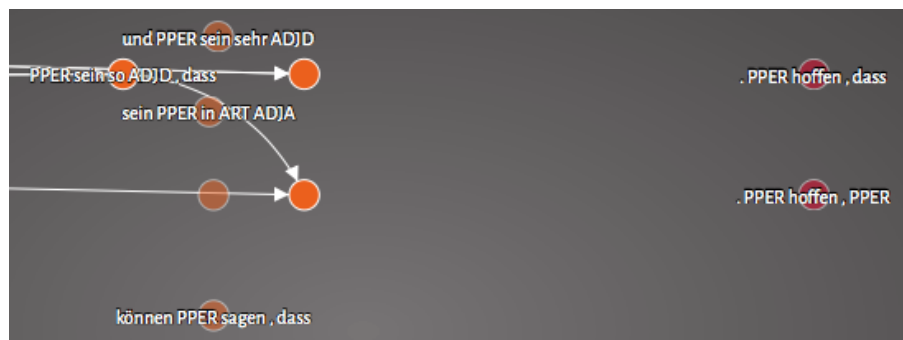 und PPER sein sehr ADJD
PPER sein so ADJD , dass
. PPER hoffen , dass
sein PPER in ART ADJA
. PPER hoffen , PPER
können PPER sagen , dass